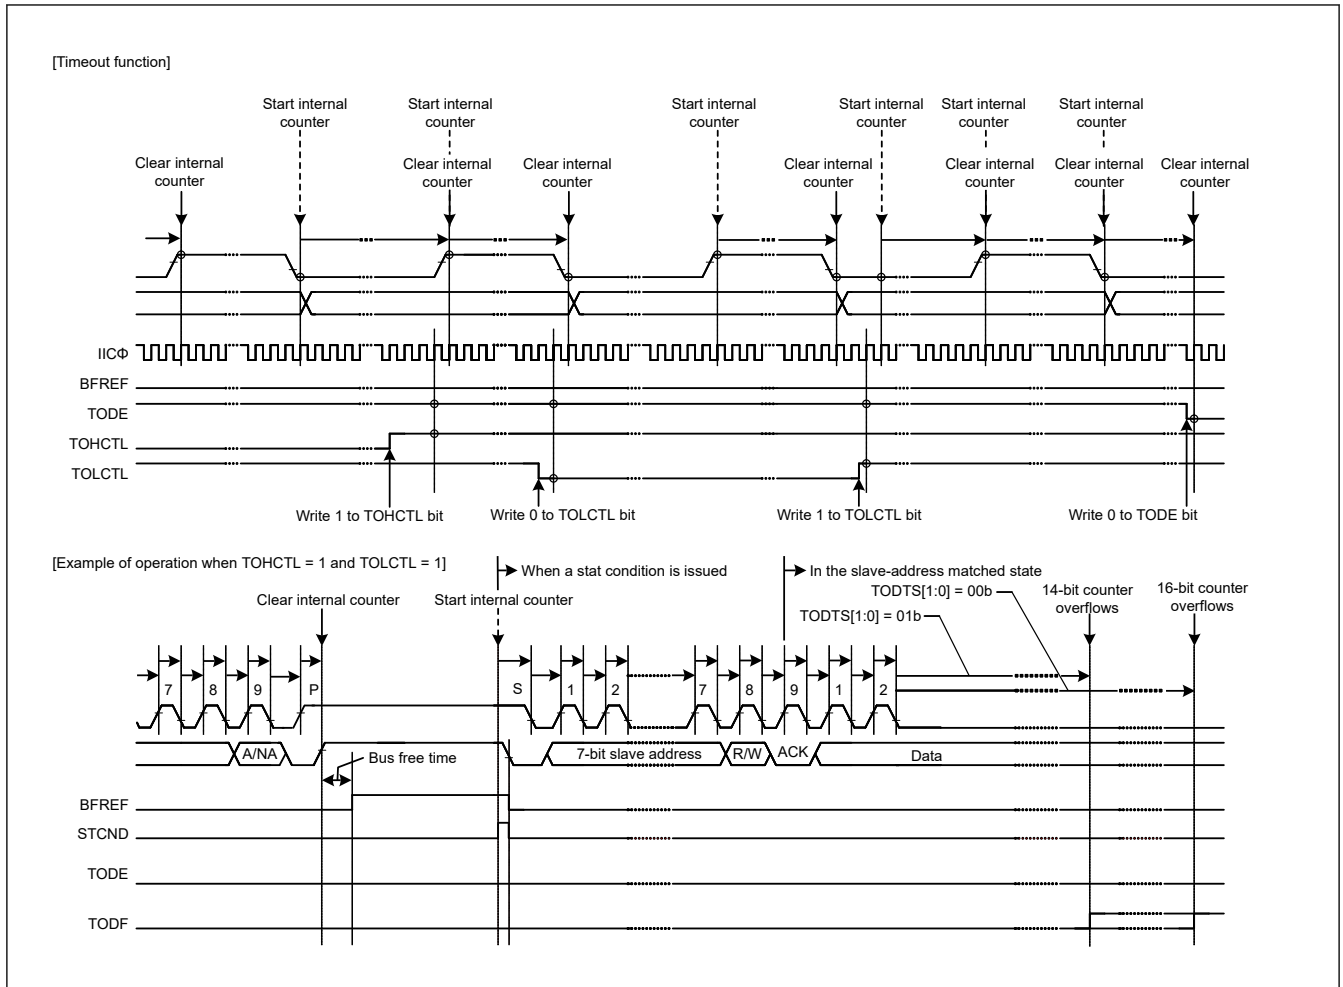 [Timeout function]
Start internal counter
Start internal counter
Start internal counter
Start internal counter
Start internal counter
Start internal counter
Clear internal counter
Clear internal counter
Clear internal counter
Clear internal counter
Clear internal counter
Clear internal counter
Clear internal counter
IICΦ
BFREF
TODE
TOHCTL
TOLCTL
Write 1 to TOHCTL bit
Write 0 to TOLCTL bit
Write 1 to TOLCTL bit
Write 0 to TODE bit
[Example of operation when TOHCTL = 1 and TOLCTL = 1]
When a stat condition is issued
In the slave-address matched state
TODTS[1:0] = 00b
TODTS[1:0] = 01b
14-bit counter overflows
16-bit counter overflows
Clear internal counter
Start internal counter
7 8 9 P S 1 2 7 8 9 1 2
A/NA
Bus free time
7-bit slave address
R/W
ACK
Data
BFREF
STCND
TODE
TODF